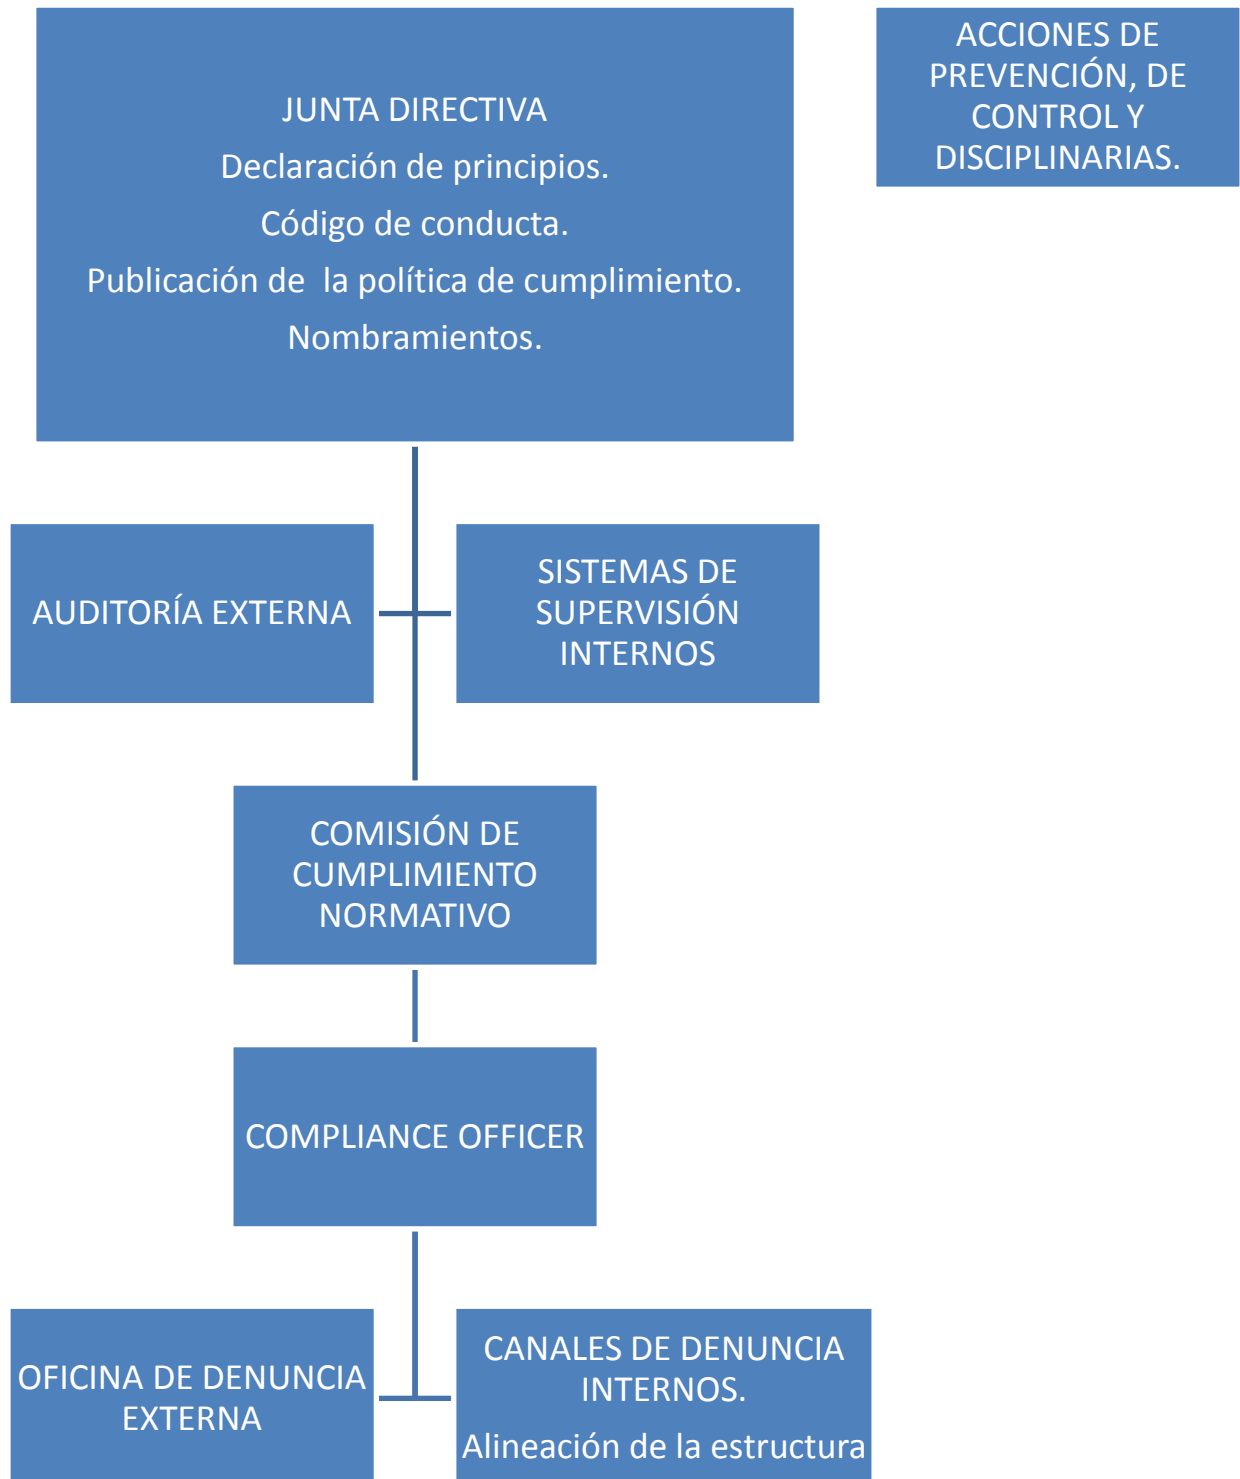 JUNTA DIRECTIVA
Declaración de principios.
Código de conducta.
Publicación de  la política de cumplimiento.
Nombramientos.
ACCIONES DE
PREVENCIÓN, DE
CONTROL Y
DISCIPLINARIAS.
AUDITORÍA EXTERNA
SISTEMAS DE
SUPERVISIÓN
INTERNOS
COMISIÓN DE
CUMPLIMIENTO
NORMATIVO
COMPLIANCE OFFICER
OFICINA DE DENUNCIA
EXTERNA
CANALES DE DENUNCIA
INTERNOS.
Alineación de la estructura